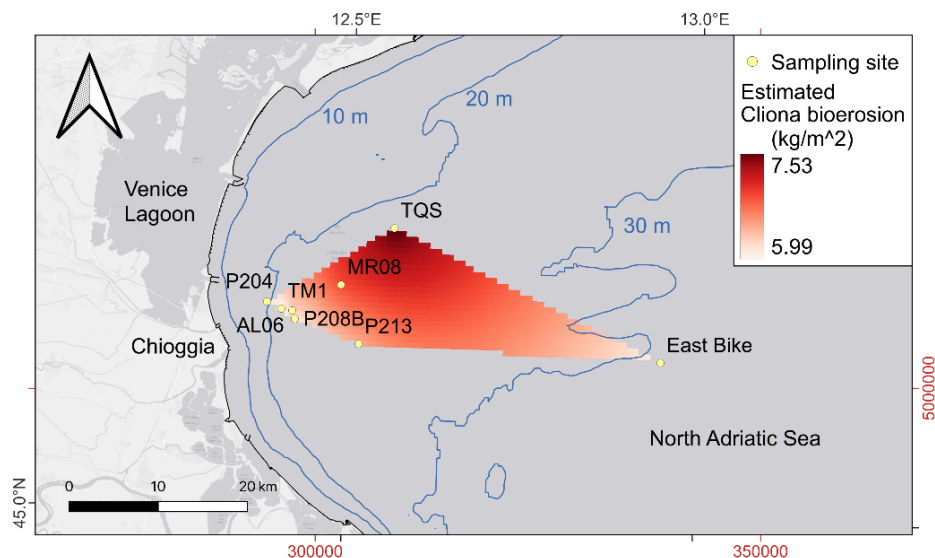 12.5°E
13.0°E
10 m
20 m
30 m
Sampling site
Estimated
Cliona bioerosion
(kg/m^2)
7.53
5.99
Venice
Lagoon
TQS
MR08
P204
TM1
AL06
P208B
P213
Chioggia
East Bike
North Adriatic Sea
0
10
20 km
45.0°N
5000000
300000
350000